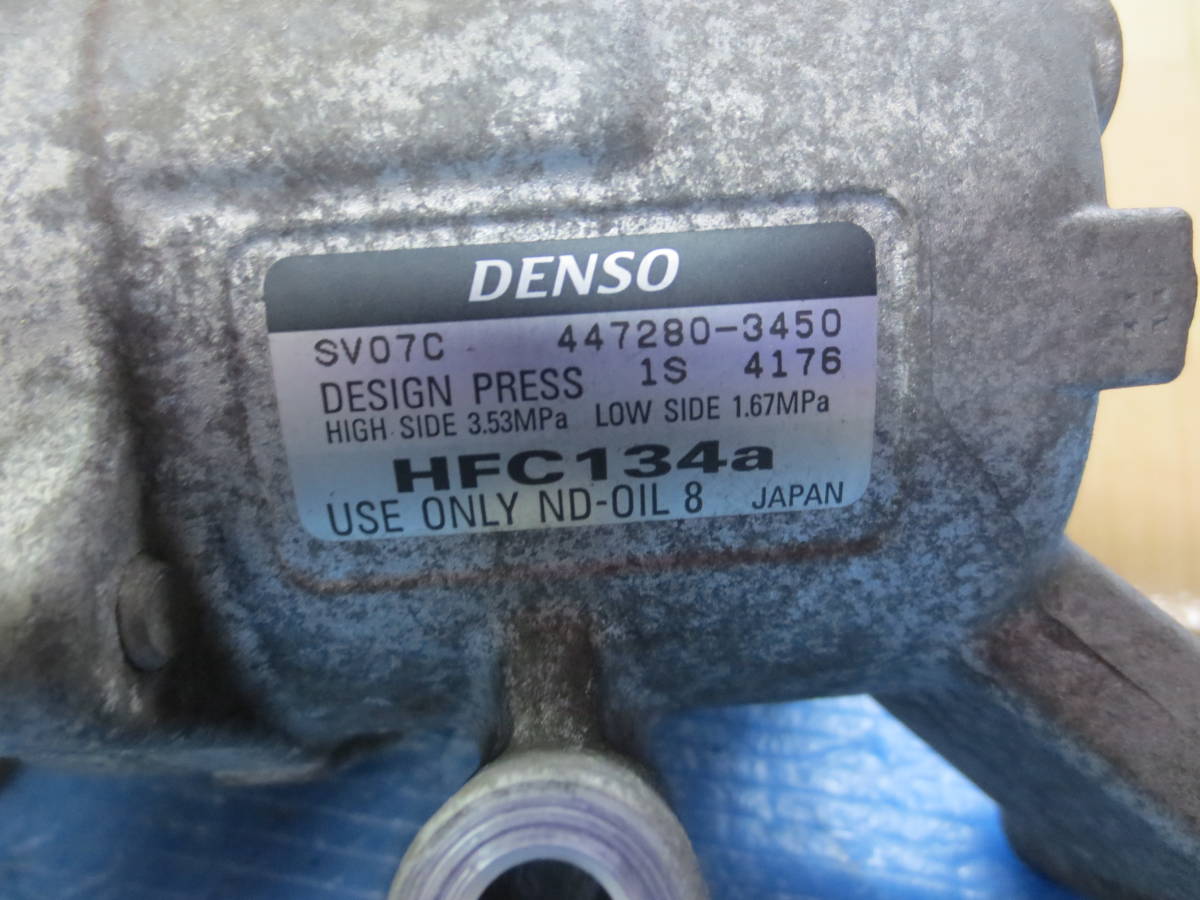 DENSO
SV07C 447280-3450
DESIGN PRESS 1S 4176
HIGH SIDE 3.53MPa LOW SIDE 1.67MPa
HFC134a
USE ONLY ND-OIL 8 JAPAN